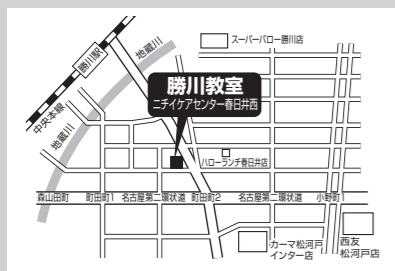 スーパーバロー勝川店
勝川駅
地蔵川
中央本線
地蔵川
勝川教室
ニチイケアセンター春日井西
ハローランチ春日井店
森山田町
町田町1
名古屋第二環状道
町田町2
名古屋第二環状道
小野町1
カーマ松河戸
インター店
西友
松河戸店